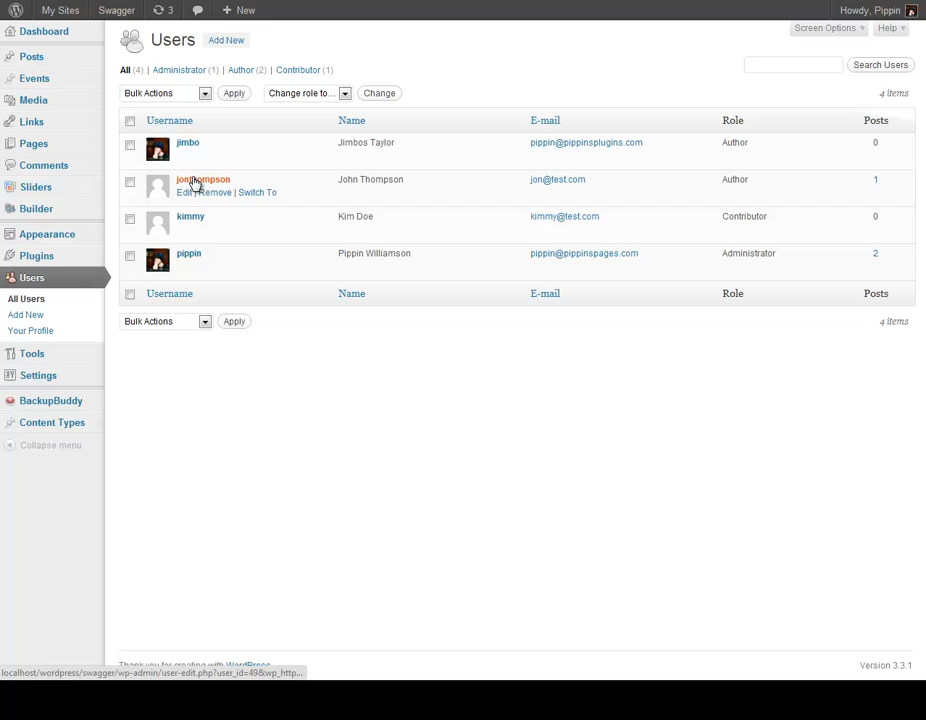 My Sites Swagger 3 New Howdy, Pippin
Dashboard
Posts
Events
Media
Links
Pages
Comments
Sliders
Builder
Appearance
Plugins
Users
All Users
Add New
Your Profile
Tools
Settings
BackupBuddy
Content Types
Collapse menu
Screen Options Help
Users Add New
All (4) | Administrator (1) | Author (2) | Contributor (1) Search Users
Bulk Actions Apply Change role to... Change 4 items
Username Name E-mail Role Posts
jimbo Jimbos Taylor pippin@pippinsplugins.com Author 0
John Thompson jon@test.com Author 1
Edit | Remove | Switch To
kimmy Kim Doe kimmy@test.com Contributor 0
pippin Pippin Williamson pippin@pippinspages.com Administrator 2
Username Name E-mail Role Posts
Bulk Actions Apply 4 items
Thank you for creating with WordPress. Version 3.3.1
localhost/wordpress/swagger/wp-admin/user-edit.php?user_id=49&wp_http...